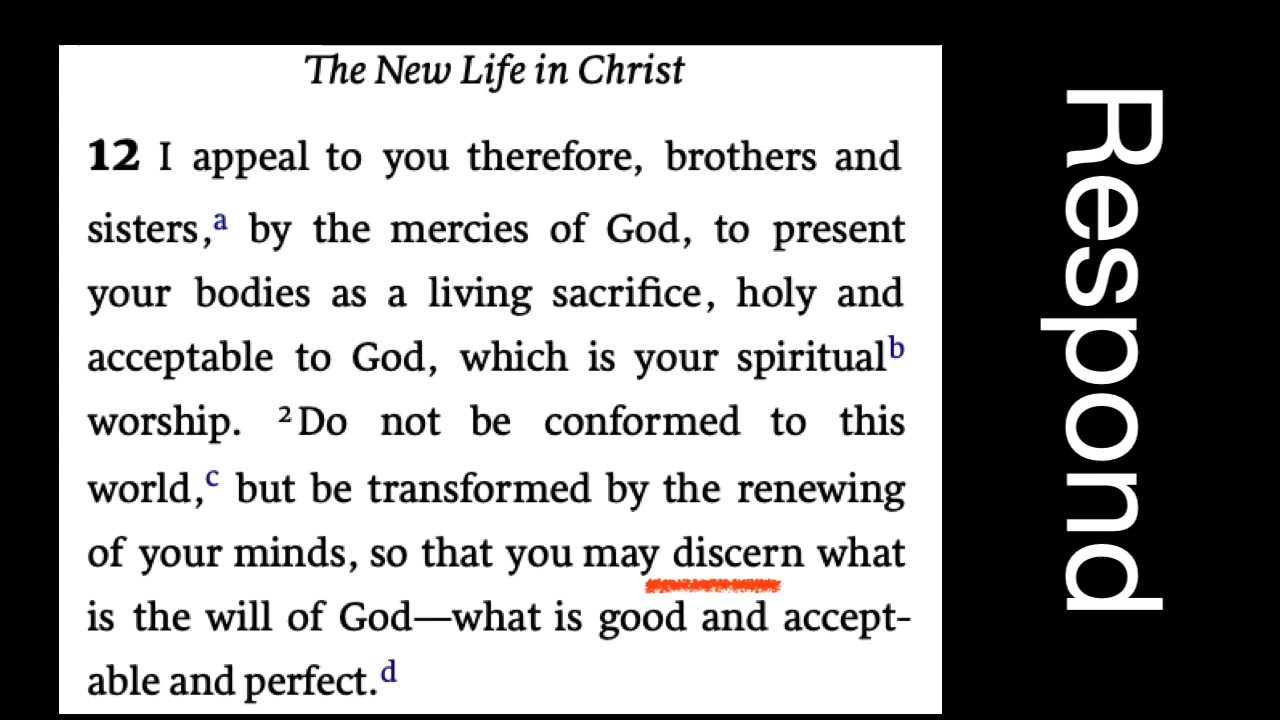 The New Life in Christ
12 I appeal to you therefore, brothers and
sisters,a by the mercies of God, to present
your bodies as a living sacrifice, holy and
acceptable to God, which is your spiritualb
worship. 2Do not be conformed to this
world,c but be transformed by the renewing
of your minds, so that you may discern what
is the will of God—what is good and accept-
able and perfect.d
Respond